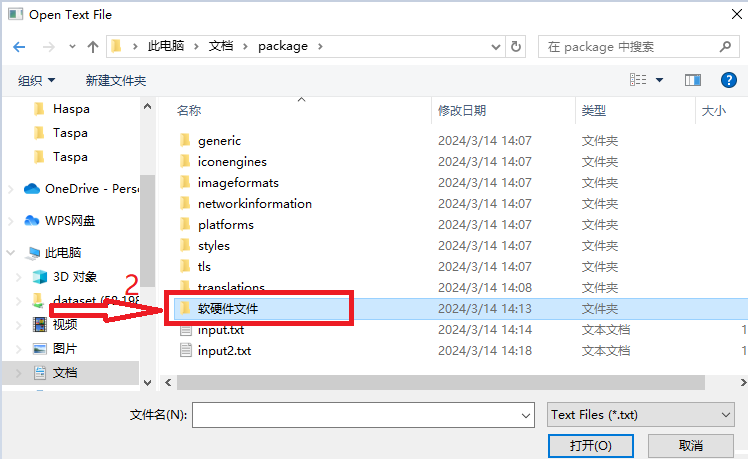 Open Text File
此电脑 > 文档 > package >
在 package 中搜索
组织
新建文件夹
Haspa
Taspa
Taspa
OneDrive - Perso
WPS网盘
此电脑
3D 对象
2
dataset (50.198
视频
图片
文档
名称 修改日期 类型 大小
generic 2024/3/14 14:07 文件夹
iconengines 2024/3/14 14:07 文件夹
imageformats 2024/3/14 14:07 文件夹
networkinformation 2024/3/14 14:07 文件夹
platforms 2024/3/14 14:07 文件夹
styles 2024/3/14 14:07 文件夹
tls 2024/3/14 14:07 文件夹
translations 2024/3/14 14:08 文件夹
软硬件文件 2024/3/14 14:13 文件夹
input.txt 2024/3/14 14:14 文本文档 1
input2.txt 2024/3/14 14:18 文本文档 1
文件名(N):
Text Files (*.txt)
打开(O)
取消